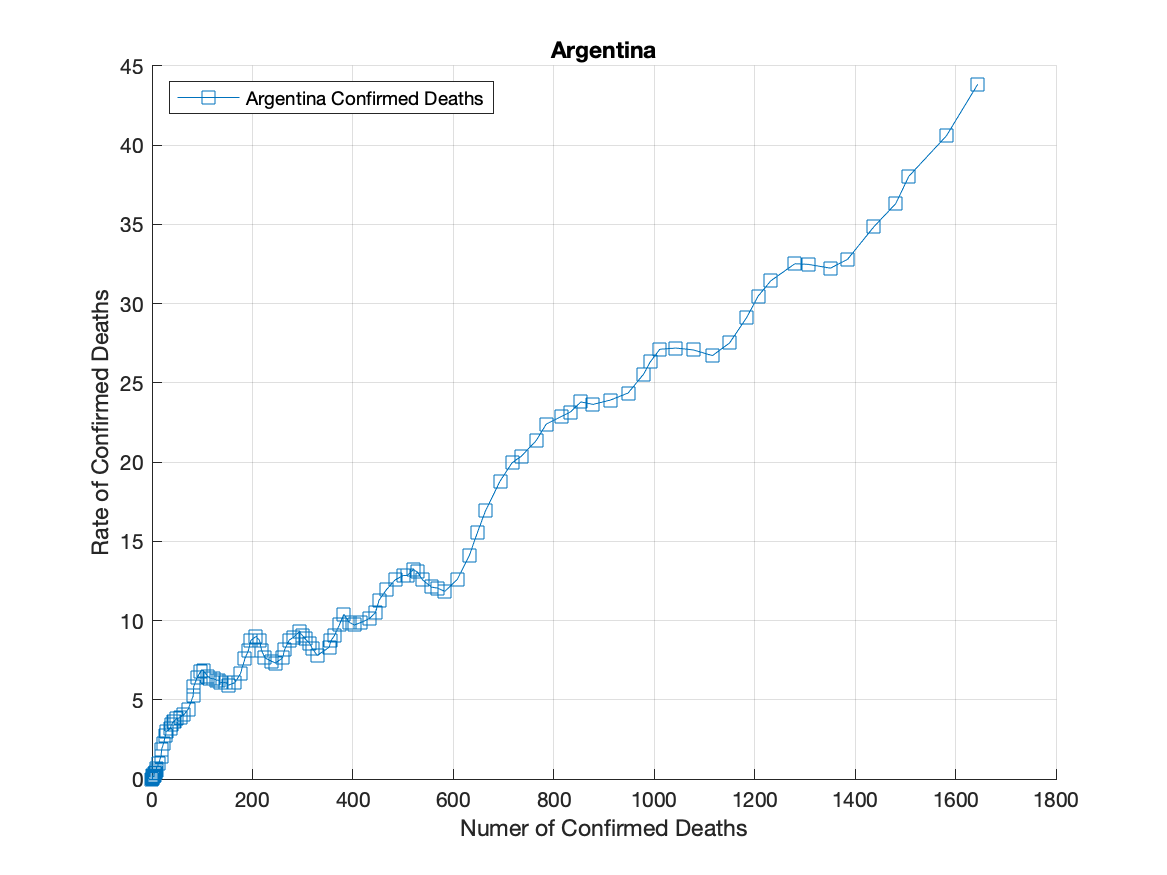 Argentina
Argentina Confirmed Deaths
45
40
35
30
25
20
15
10
5
0
Rate of Confirmed Deaths
0 200 400 600 800 1000 1200 1400 1600 1800
Numer of Confirmed Deaths